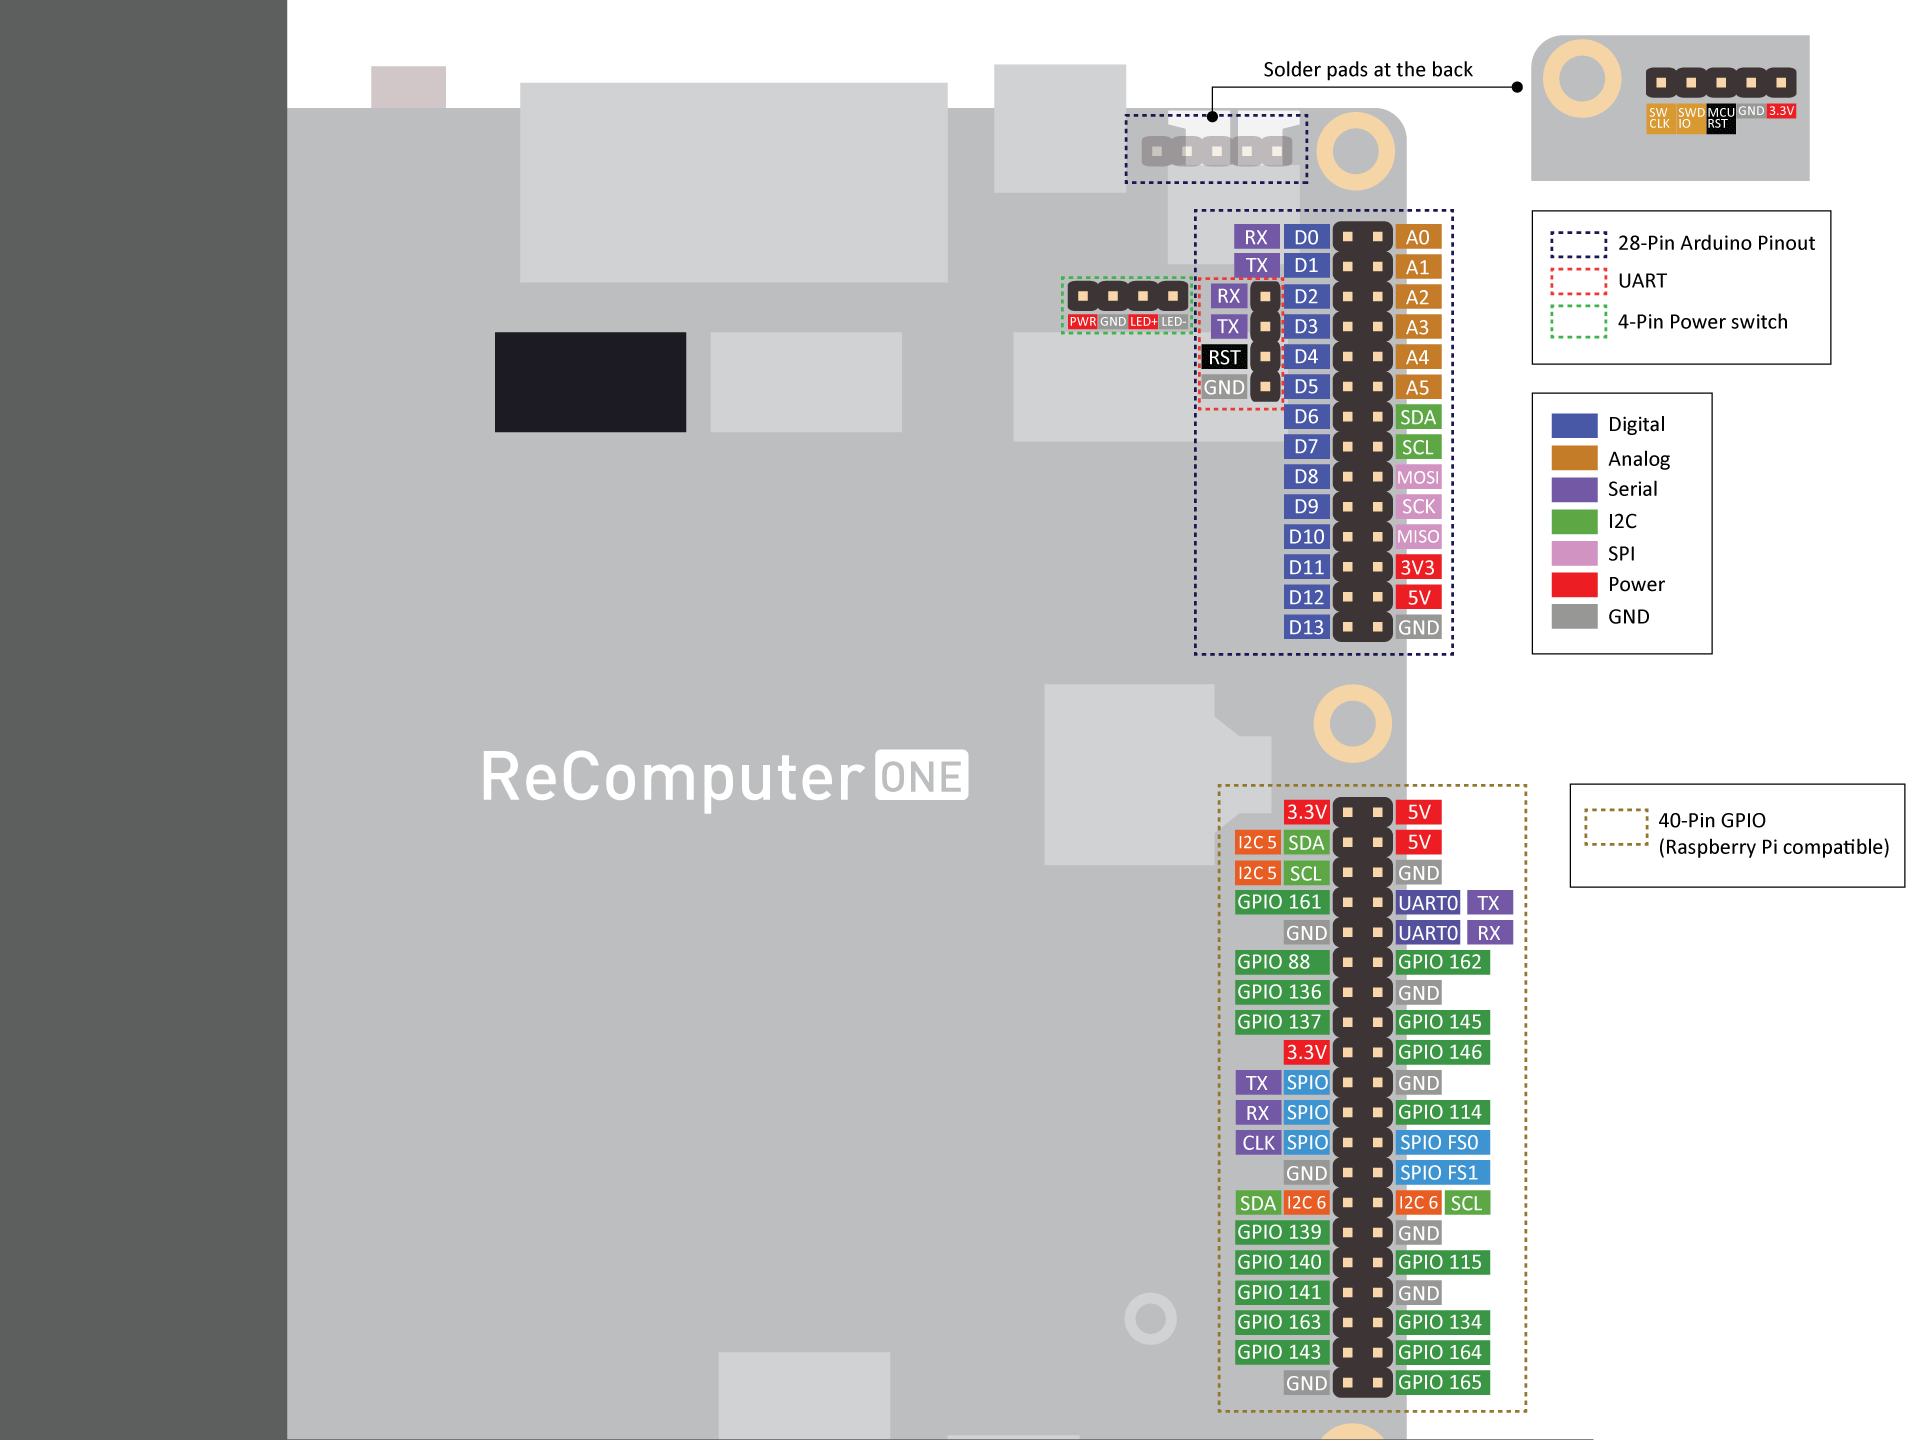 Solder pads at the back
SW CLK
SWD IO
MCU RST
GND
3.3V
28-Pin Arduino Pinout
UART
4-Pin Power switch
RX D0 A0
TX D1 A1
RX D2 A2
TX D3 A3
RST D4 A4
GND D5 A5
D6 SDA
D7 SCL
D8 MOSI
D9 SCK
D10 MISO
D11 3V3
D12 5V
D13 GND
PWR GND LED+ LED-
Digital
Analog
Serial
I2C
SPI
Power
GND
ReComputer ONE
40-Pin GPIO
(Raspberry Pi compatible)
3.3V 5V
I2C 5 SDA 5V
I2C 5 SCL GND
GPIO 161 UART0 TX
GND UART0 RX
GPIO 88 GPIO 162
GPIO 136 GND
GPIO 137 GPIO 145
3.3V GPIO 146
TX SPIO GND
RX SPIO GPIO 114
CLK SPIO SPIO FS0
GND SPIO FS1
SDA I2C 6 I2C 6 SCL
GPIO 139 GND
GPIO 140 GPIO 115
GPIO 141 GND
GPIO 163 GPIO 134
GPIO 143 GPIO 164
GND GPIO 165